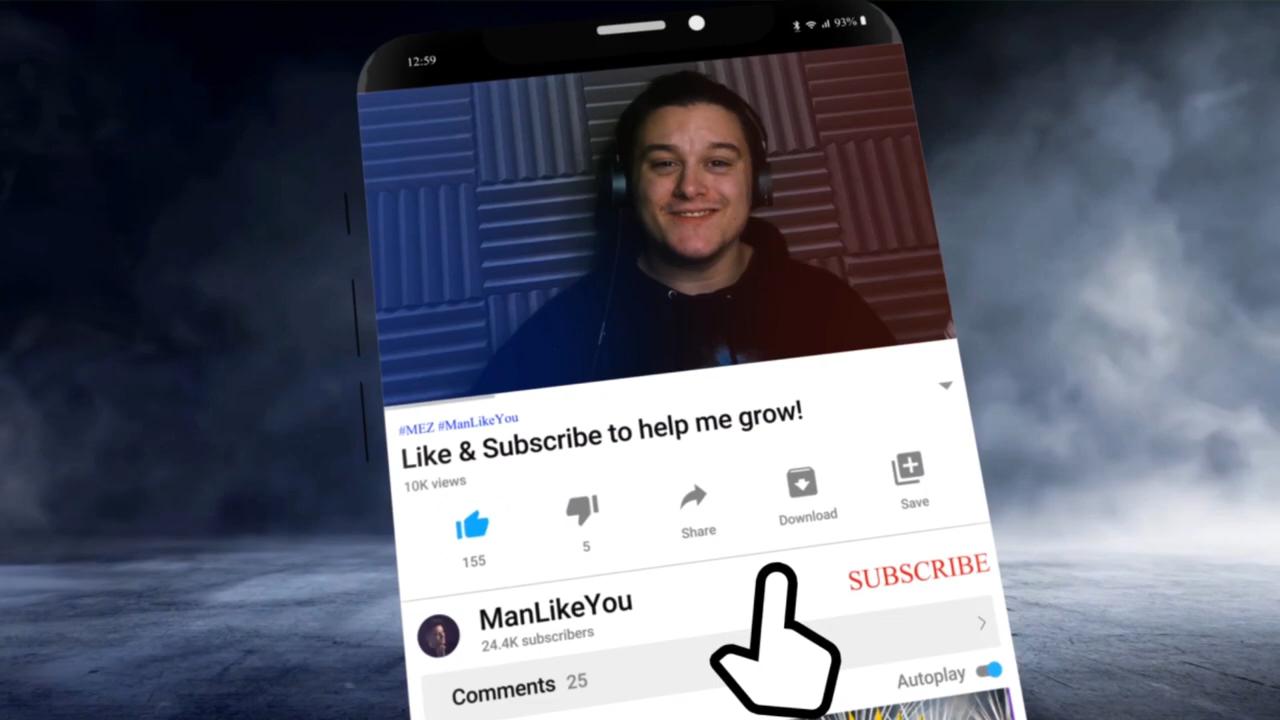 12:59
93%
#MEZ #ManLikeYou
Like & Subscribe to help me grow!
10K views
155
5
Share
Download
Save
ManLikeYou
24.4K subscribers
SUBSCRIBE
Comments 25
Autoplay